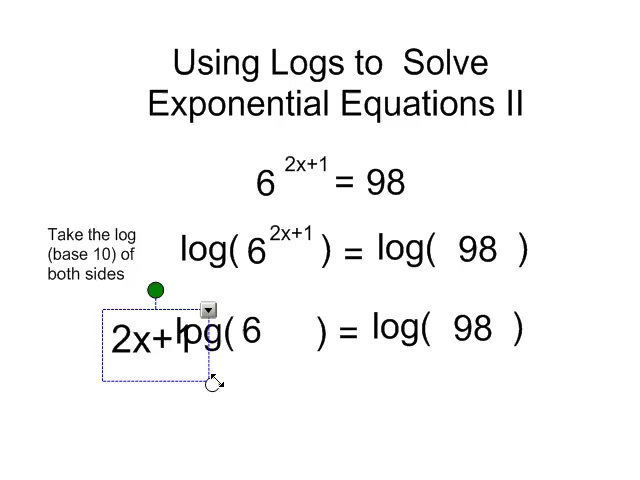 Using Logs to Solve
Exponential Equations II
6 2x+1 = 98
Take the log
(base 10) of
both sides
log( 6 2x+1 ) = log( 98 )
2x+1 log( 6 ) = log( 98 )